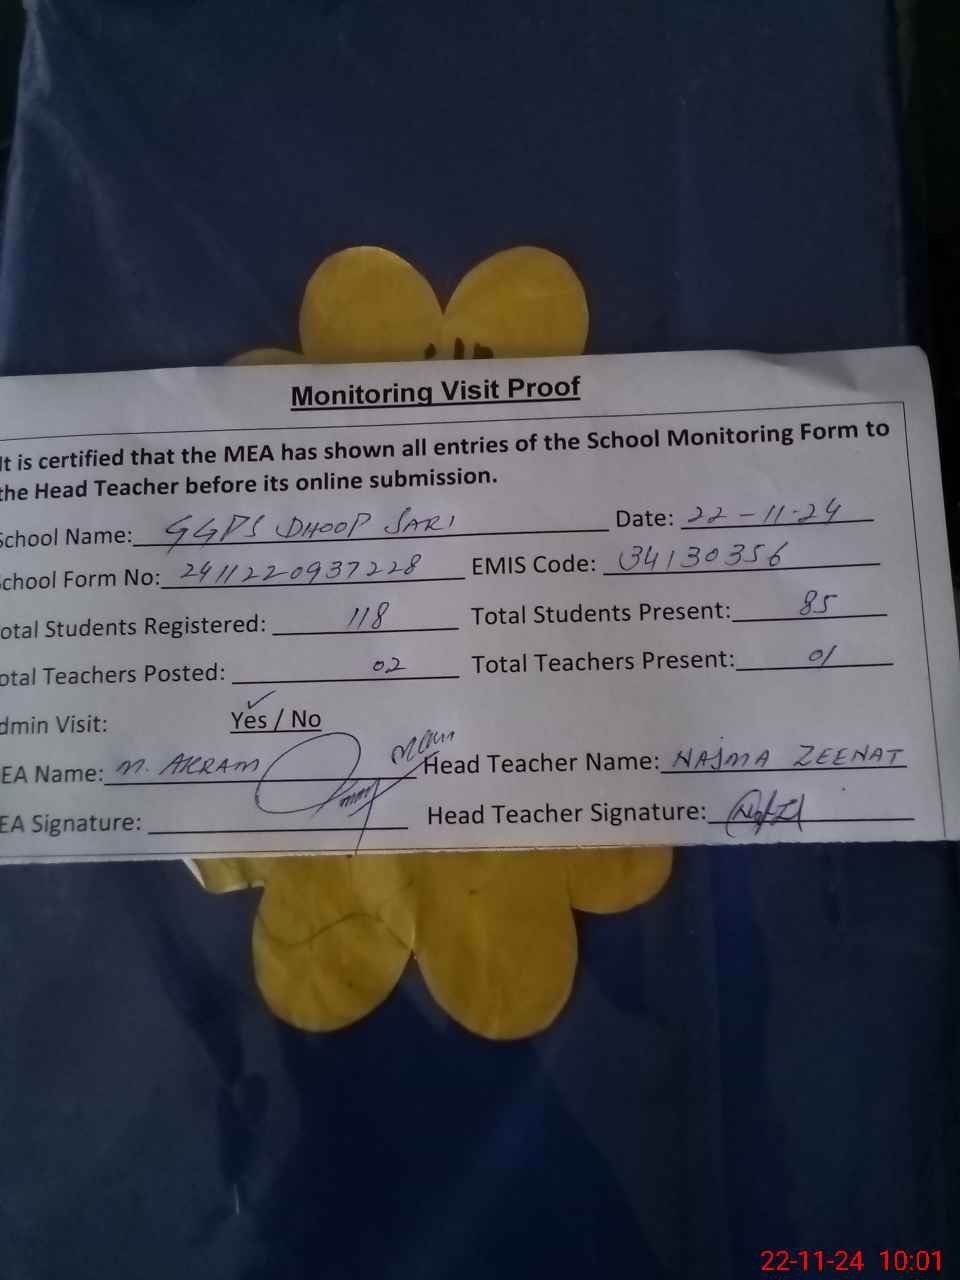 Monitoring Visit Proof
It is certified that the MEA has shown all entries of the School Monitoring Form to
the Head Teacher before its online submission.
School Name: GGPS DHOOP SARI Date: 22-11-24
chool Form No: 2411220937228 EMIS Code: 34130356
otal Students Registered: 118 Total Students Present: 85
otal Teachers Posted: 02 Total Teachers Present: 01
dmin Visit: Yes / No
EA Name: M. AKRAM Head Teacher Name: NAJMA ZEENAT
EA Signature: Head Teacher Signature:
22-11-24 10:01